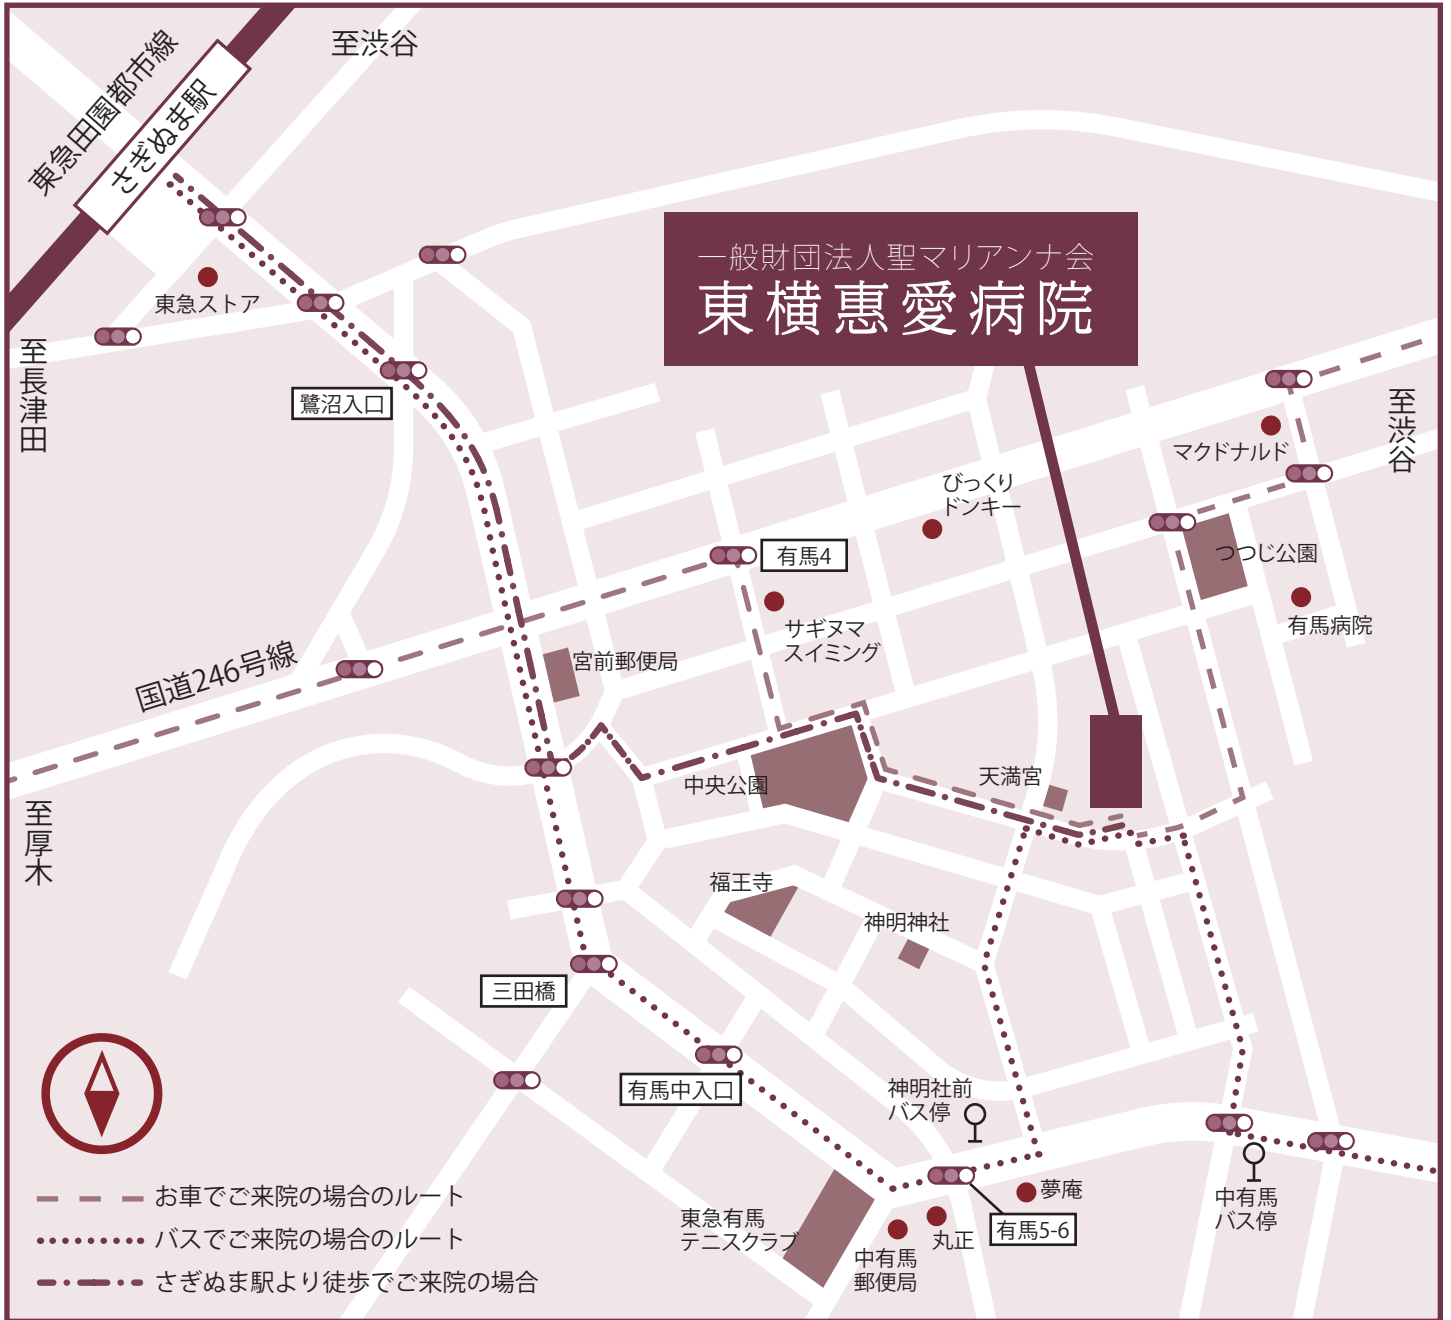 至渋谷
東急田園都市線
さぎぬま駅
一般財団法人聖マリアンナ会
東横惠愛病院
東急ストア
至長津田
鷺沼入口
至渋谷
マクドナルド
びっくり
ドンキー
有馬4
つつじ公園
サギヌマ
スイミング
有馬病院
宮前郵便局
国道246号線
中央公園
天満宮
至厚木
福王寺
神明神社
三田橋
有馬中入口
神明社前
バス停
夢庵
中有馬
バス停
東急有馬
テニスクラブ
丸正
有馬5-6
中有馬
郵便局
お車でご来院の場合のルート
バスでご来院の場合のルート
さぎぬま駅より徒歩でご来院の場合